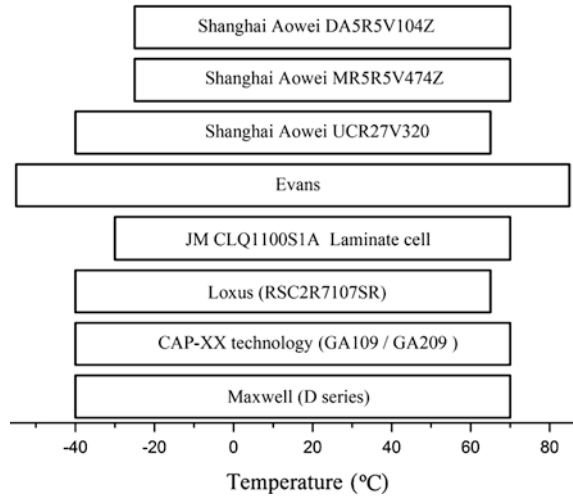 Shanghai Aowei DA5R5V104Z
Shanghai Aowei MR5R5V474Z
Shanghai Aowei UCR27V320
Evans
JM CLQ1100S1A Laminate cell
Loxus (RSC2R7107SR)
CAP-XX technology (GA109 / GA209 )
Maxwell (D series)
-40 -20 0 20 40 60 80
Temperature (℃)